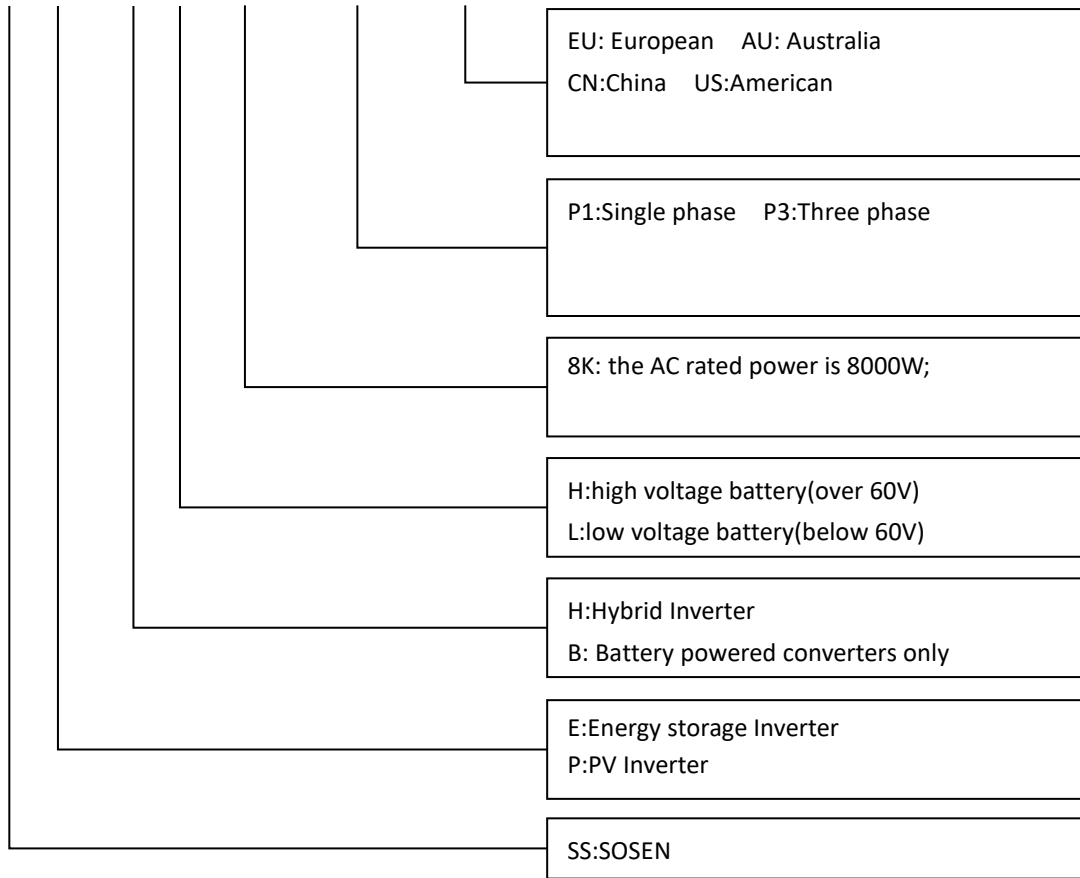 EU: European AU: Australia
CN:China US:American
P1:Single phase P3:Three phase
8K: the AC rated power is 8000W;
H:high voltage battery(over 60V)
L:low voltage battery(below 60V)
H:Hybrid Inverter
B: Battery powered converters only
E:Energy storage Inverter
P:PV Inverter
SS:SOSEN